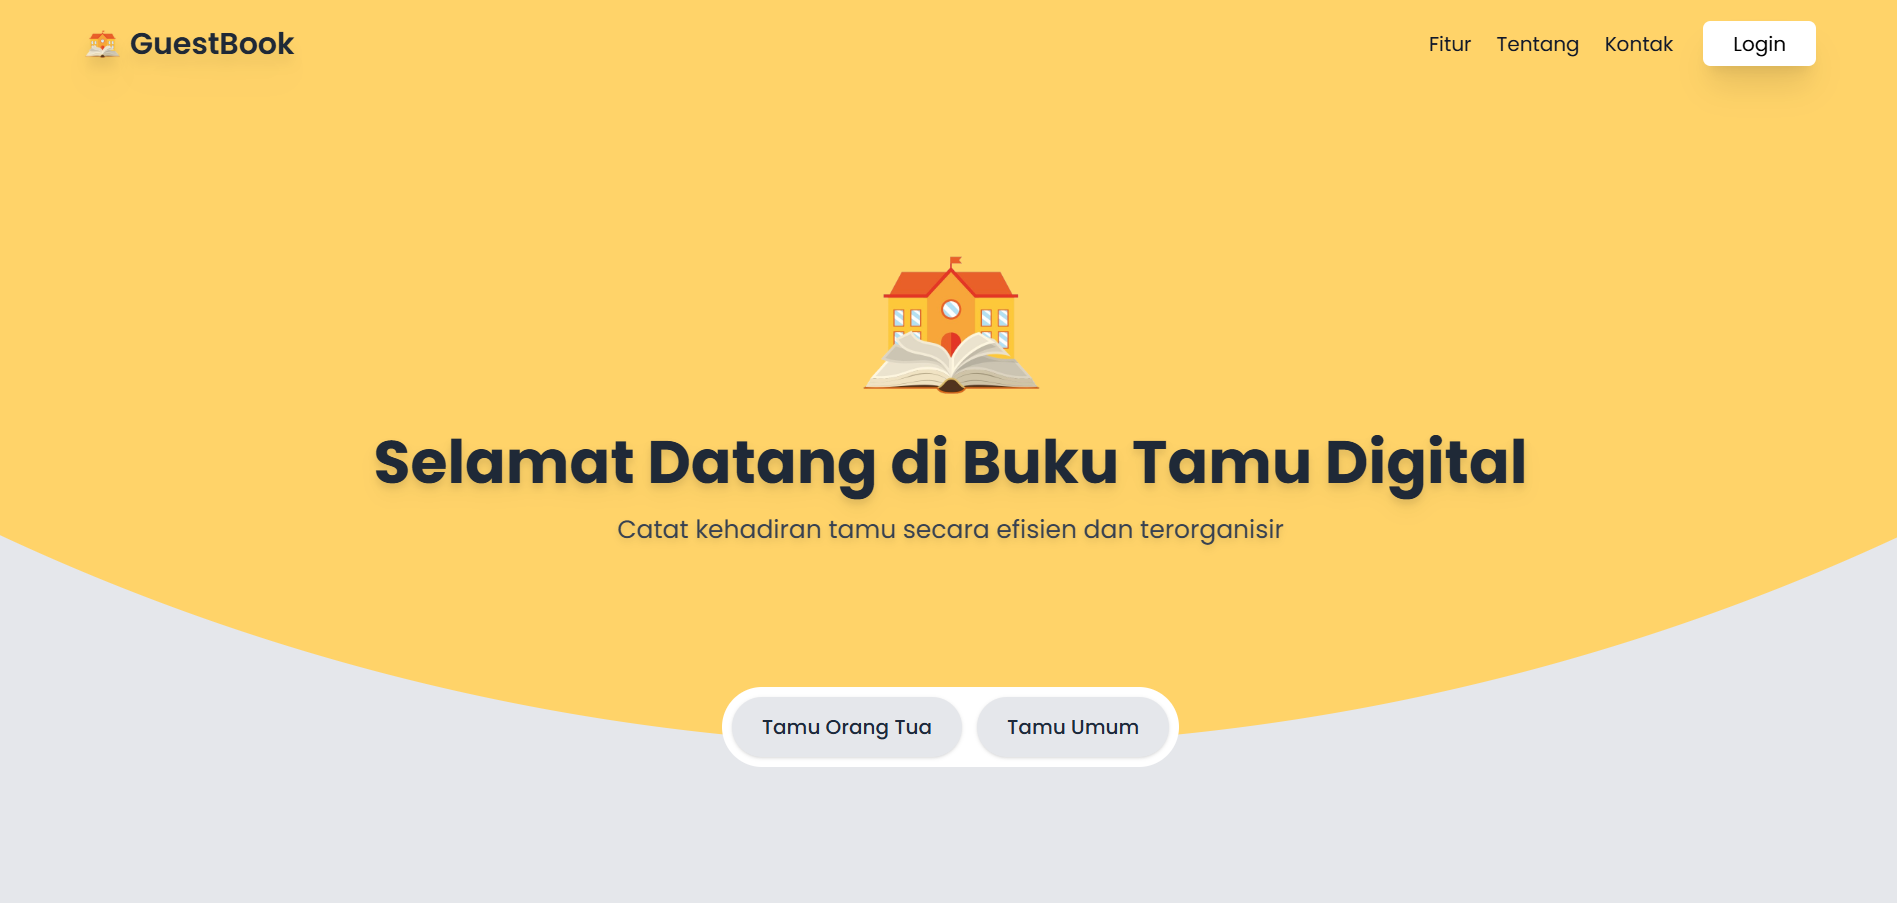 GuestBook
Fitur Tentang Kontak Login
Selamat Datang di Buku Tamu Digital
Catat kehadiran tamu secara efisien dan terorganisir
Tamu Orang Tua Tamu Umum